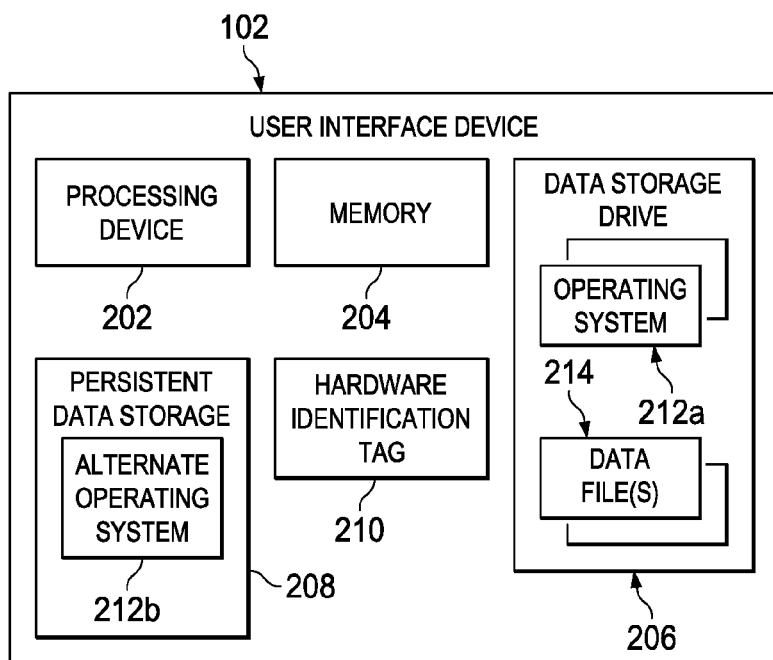 102
USER INTERFACE DEVICE
PROCESSING
DEVICE
202
MEMORY
204
DATA STORAGE
DRIVE
OPERATING
SYSTEM
212a
214
DATA
FILE(S)
206
PERSISTENT
DATA STORAGE
ALTERNATE
OPERATING
SYSTEM
212b
208
HARDWARE
IDENTIFICATION
TAG
210